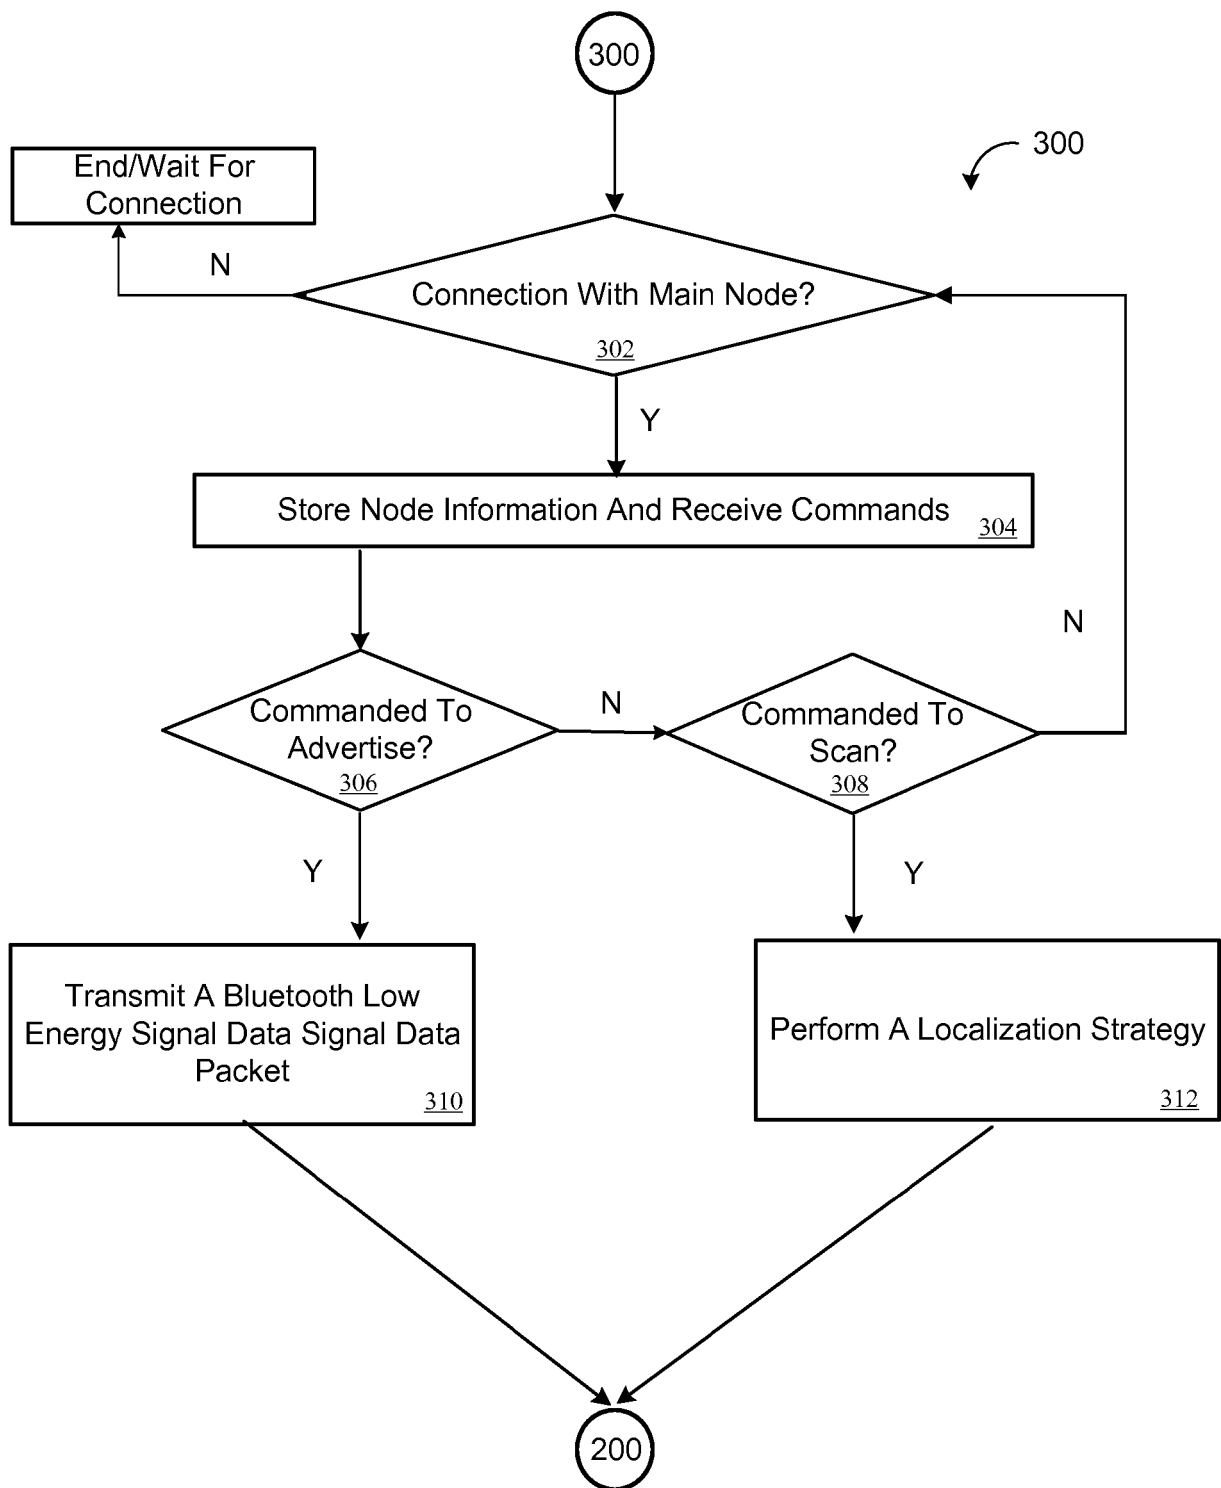 300
300
End/Wait For
Connection
N
Connection With Main Node?
302
Y
Store Node Information And Receive Commands
304
N
Commanded To
Advertise?
306
N
Commanded To
Scan?
308
Y
Y
Transmit A Bluetooth Low
Energy Signal Data Signal Data
Packet
310
Perform A Localization Strategy
312
200